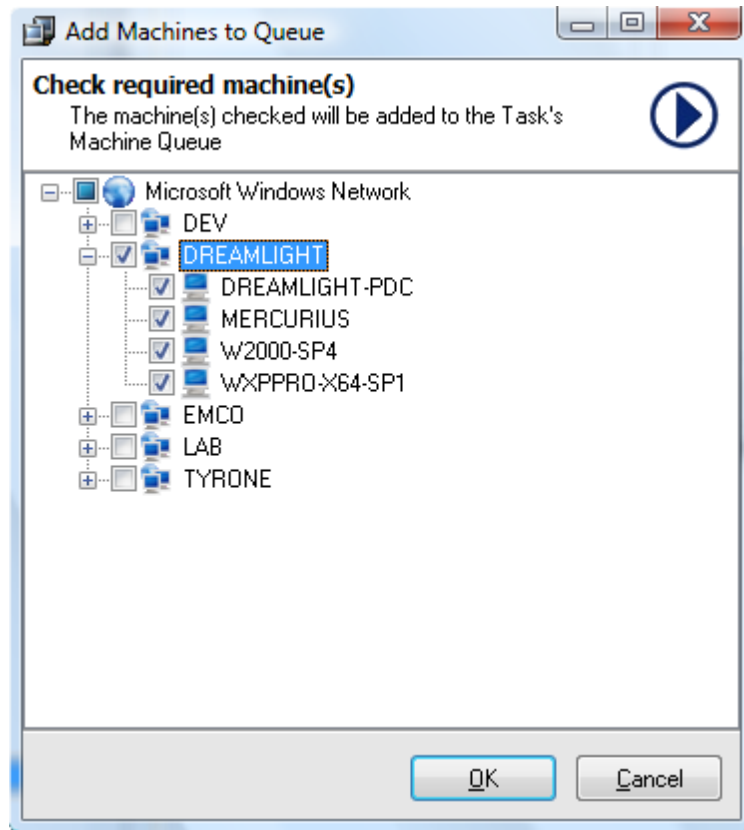 Add Machines to Queue
Check required machine(s)
The machine(s) checked will be added to the Task's
Machine Queue
Microsoft Windows Network
DEV
DREAMLIGHT
DREAMLIGHT-PDC
MERCURIUS
W2000-SP4
WXPPRO-X64-SP1
EMCO
LAB
TYRONE
OK Cancel